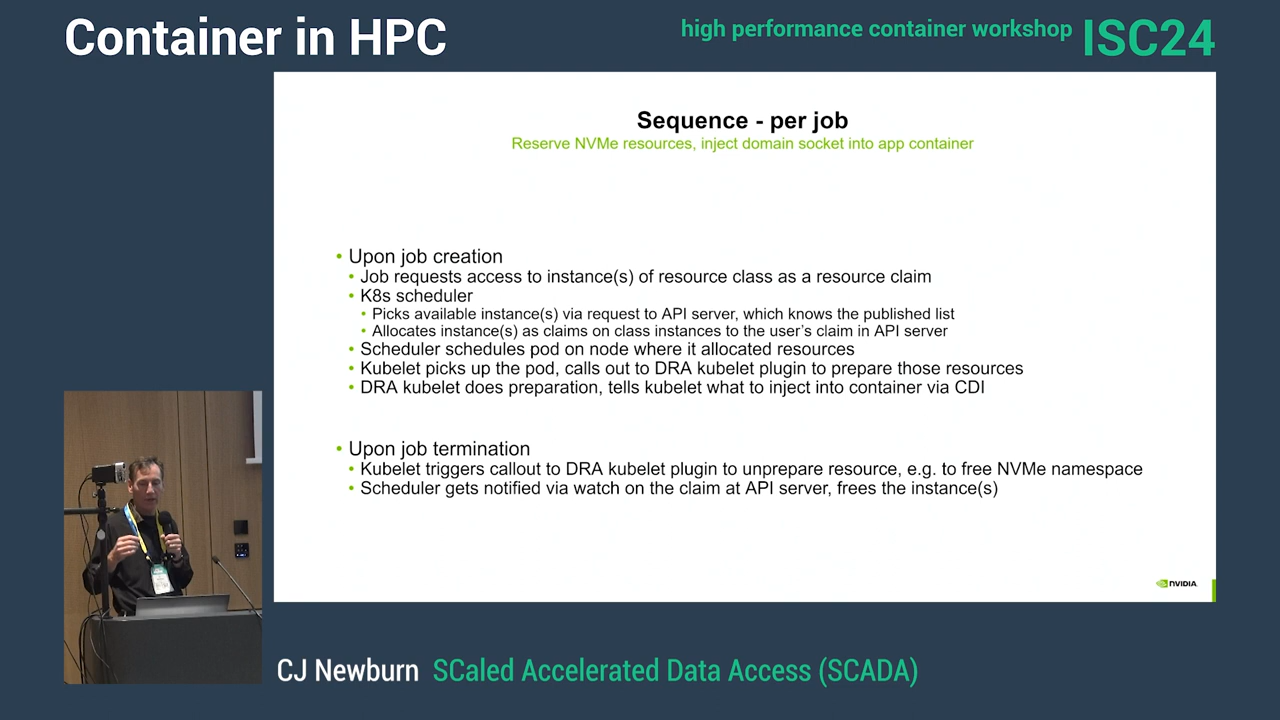 Container in HPC
high performance container workshop ISC24
Sequence - per job
Reserve NVMe resources, inject domain socket into app container
• Upon job creation
• Job requests access to instance(s) of resource class as a resource claim
• K8s scheduler
• Picks available instance(s) via request to API server, which knows the published list
• Allocates instance(s) as claims on class instances to the user's claim in API server
• Scheduler schedules pod on node where it allocated resources
• Kubelet picks up the pod, calls out to DRA kubelet plugin to prepare those resources
• DRA kubelet does preparation, tells kubelet what to inject into container via CDI
• Upon job termination
• Kubelet triggers callout to DRA kubelet plugin to unprepare resource, e.g. to free NVMe namespace
• Scheduler gets notified via watch on the claim at API server, frees the instance(s)
NVIDIA
CJ Newburn SCaled Accelerated Data Access (SCADA)